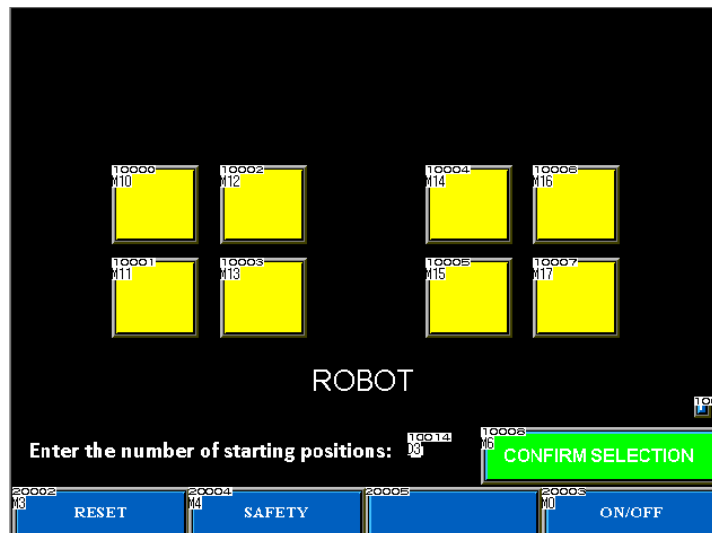 10000 10002 10004 10006
M10 M12 M14 M16
10001 10003 10005 10007
M11 M13 M15 M17
ROBOT
Enter the number of starting positions: 10014 D3
10008 M6 CONFIRM SELECTION
20002 20004 20005 20003
M3 RESET M4 SAFETY M0 ON/OFF